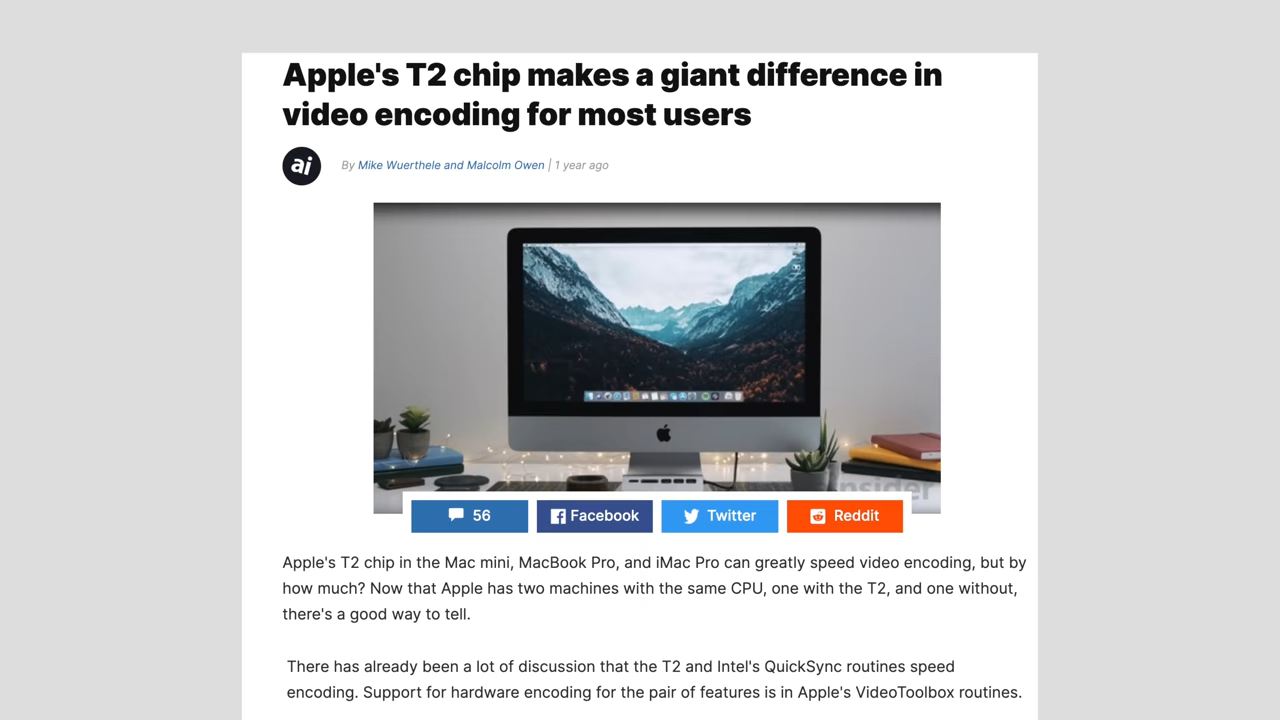 Apple's T2 chip makes a giant difference in
video encoding for most users
ai
By Mike Wuerthele and Malcolm Owen | 1 year ago
insider
56
Facebook
Twitter
Reddit
Apple's T2 chip in the Mac mini, MacBook Pro, and iMac Pro can greatly speed video encoding, but by
how much? Now that Apple has two machines with the same CPU, one with the T2, and one without,
there's a good way to tell.
There has already been a lot of discussion that the T2 and Intel's QuickSync routines speed
encoding. Support for hardware encoding for the pair of features is in Apple's VideoToolbox routines.